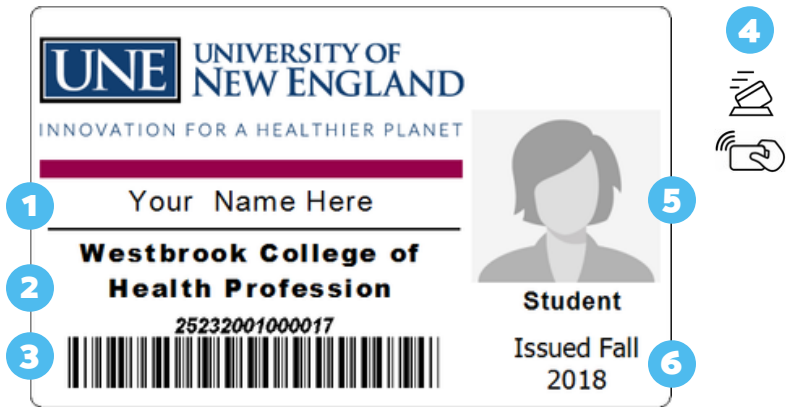 UNE UNIVERSITY OF
NEW ENGLAND
INNOVATION FOR A HEALTHIER PLANET
4
1
Your Name Here
5
Westbrook College of
2
Health Profession
Student
25232001000017
3
Issued Fall
2018
6